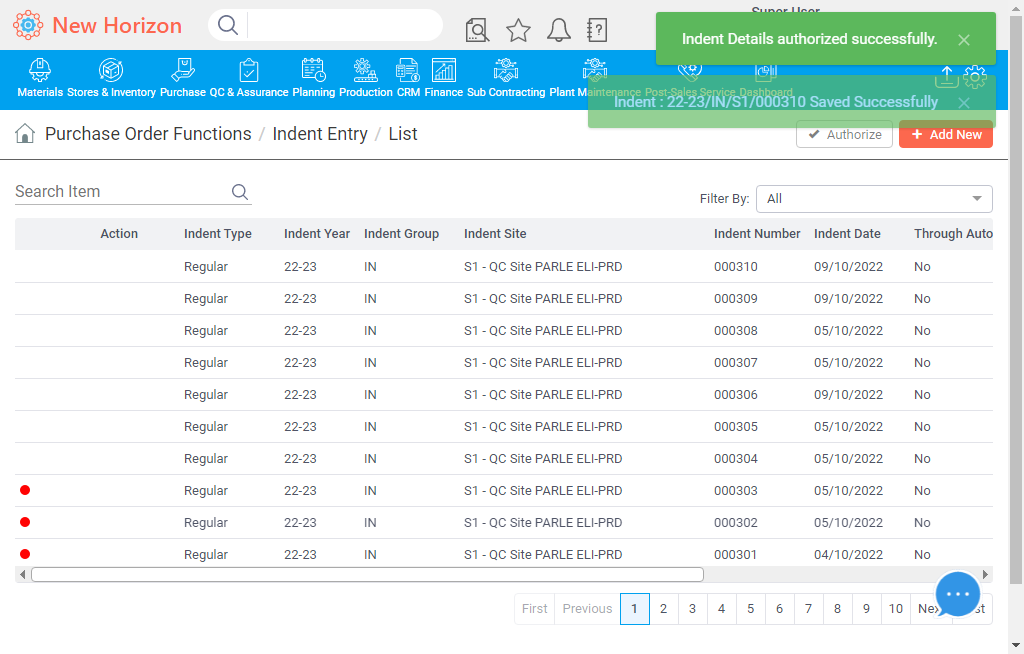 New Horizon
Super User
Indent Details authorized successfully.
Materials Stores & Inventory Purchase QC & Assurance Planning Production CRM Finance Sub Contracting Plant Maintenance Post-Sales Service Dashboard
Indent : 22-23/IN/S1/000310 Saved Successfully
Purchase Order Functions / Indent Entry / List
Authorize
+ Add New
Search Item
Filter By: All
Action Indent Type Indent Year Indent Group Indent Site Indent Number Indent Date Through Auto
Regular 22-23 IN S1 - QC Site PARLE ELI-PRD 000310 09/10/2022 No
Regular 22-23 IN S1 - QC Site PARLE ELI-PRD 000309 09/10/2022 No
Regular 22-23 IN S1 - QC Site PARLE ELI-PRD 000308 05/10/2022 No
Regular 22-23 IN S1 - QC Site PARLE ELI-PRD 000307 05/10/2022 No
Regular 22-23 IN S1 - QC Site PARLE ELI-PRD 000306 09/10/2022 No
Regular 22-23 IN S1 - QC Site PARLE ELI-PRD 000305 05/10/2022 No
Regular 22-23 IN S1 - QC Site PARLE ELI-PRD 000304 05/10/2022 No
Regular 22-23 IN S1 - QC Site PARLE ELI-PRD 000303 05/10/2022 No
Regular 22-23 IN S1 - QC Site PARLE ELI-PRD 000302 05/10/2022 No
Regular 22-23 IN S1 - QC Site PARLE ELI-PRD 000301 04/10/2022 No
First Previous 1 2 3 4 5 6 7 8 9 10